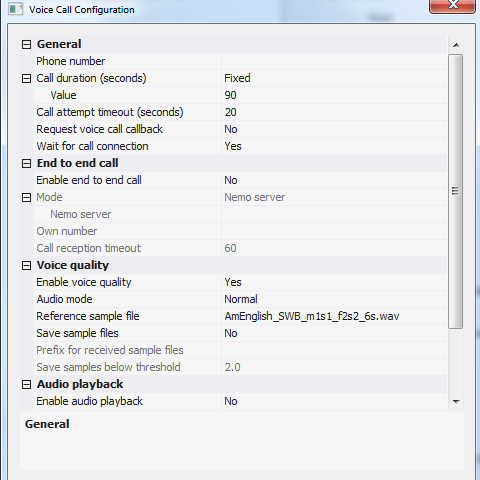 Voice Call Configuration
General
Phone number
Call duration (seconds) Fixed
Value 90
Call attempt timeout (seconds) 20
Request voice call callback No
Wait for call connection Yes
End to end call
Enable end to end call No
Mode Nemo server
Nemo server
Own number
Call reception timeout 60
Voice quality
Enable voice quality Yes
Audio mode Normal
Reference sample file AmEnglish_SWB_m1s1_f2s2_6s.wav
Save sample files No
Prefix for received sample files
Save samples below threshold 2.0
Audio playback
Enable audio playback No
General